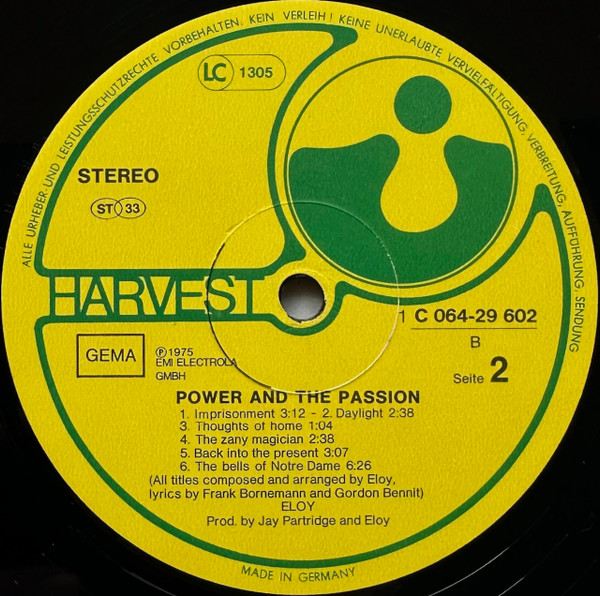 ALLE URHEBER-UND LEISTUNGSSCHUTZRECHTE VORBEHALTEN. KEIN VERLEIH! KEINE UNERLAUBTE VERVIELFÄLTIGUNG, VERBREITUNG, AUFFÜHRUNG, SENDUNG
LC 1305
STEREO
ST 33
HARVEST
1 C 064-29 602
B
Seite 2
GEMA
Ⓟ 1975
EMI ELECTROLA
GMBH
POWER AND THE PASSION
1. Imprisonment 3:12 - 2. Daylight 2:38
3. Thoughts of home 1:04
4. The zany magician 2:38
5. Back into the present 3:07
6. The bells of Notre Dame 6:26
(All titles composed and arranged by Eloy,
lyrics by Frank Bornemann and Gordon Bennit)
ELOY
Prod. by Jay Partridge and Eloy
MADE IN GERMANY